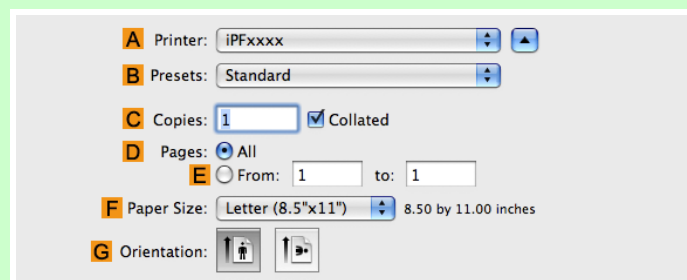 A Printer: iPFxxxx
B Presets: Standard
C Copies: 1 Collated
D Pages: All
E From: 1 to: 1
F Paper Size: Letter (8.5"x11") 8.50 by 11.00 inches
G Orientation: